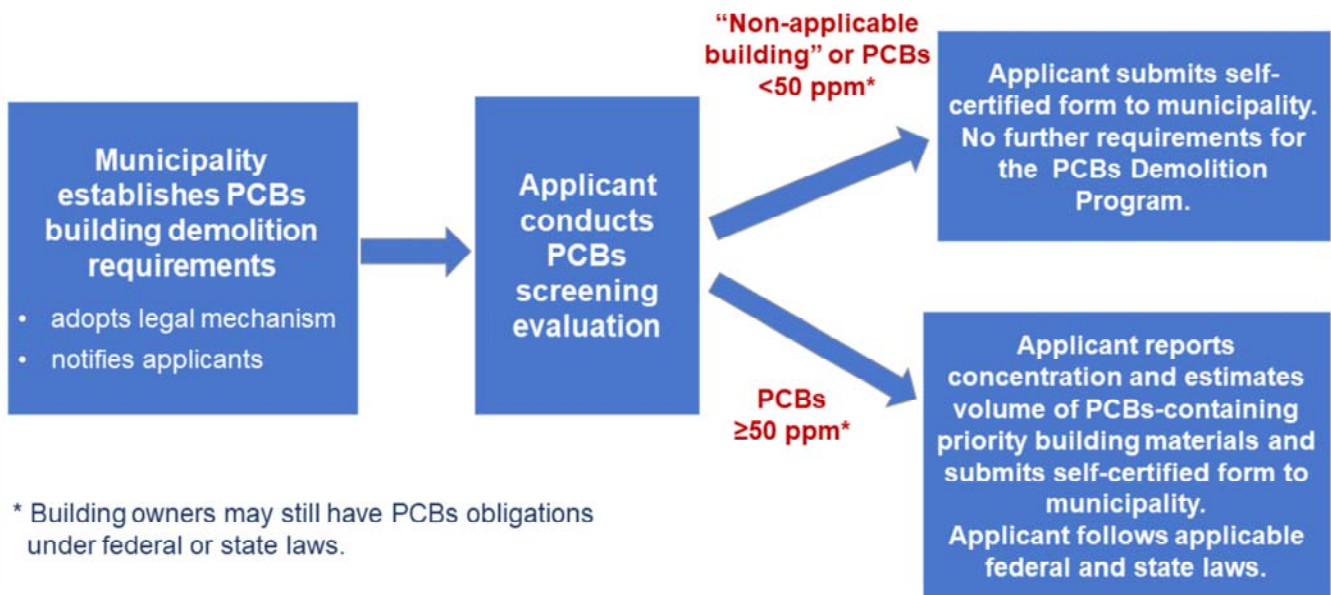 Municipality
establishes PCBs
building demolition
requirements
• adopts legal mechanism
• notifies applicants
Applicant
conducts
PCBs
screening
evaluation
“Non-applicable
building” or PCBs
<50 ppm*
Applicant submits self-
certified form to municipality.
No further requirements for
the PCBs Demolition
Program.
PCBs
≥50 ppm*
Applicant reports
concentration and estimates
volume of PCBs-containing
priority building materials and
submits self-certified form to
municipality.
Applicant follows applicable
federal and state laws.
* Building owners may still have PCBs obligations
under federal or state laws.